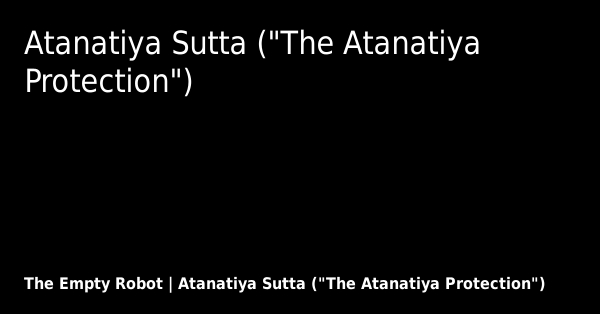 Atanatiya Sutta ("The Atanatiya
Protection")
The Empty Robot | Atanatiya Sutta ("The Atanatiya Protection")